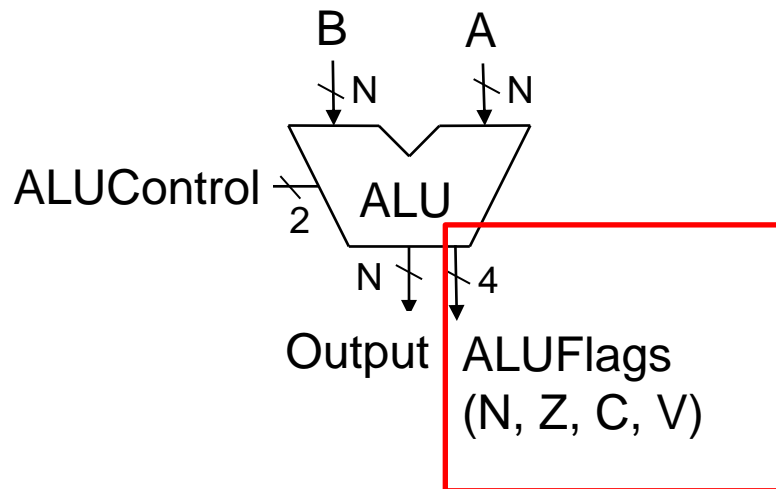 B A
N N
ALUControl 2 ALU
N 4
Output ALUFlags
(N, Z, C, V)